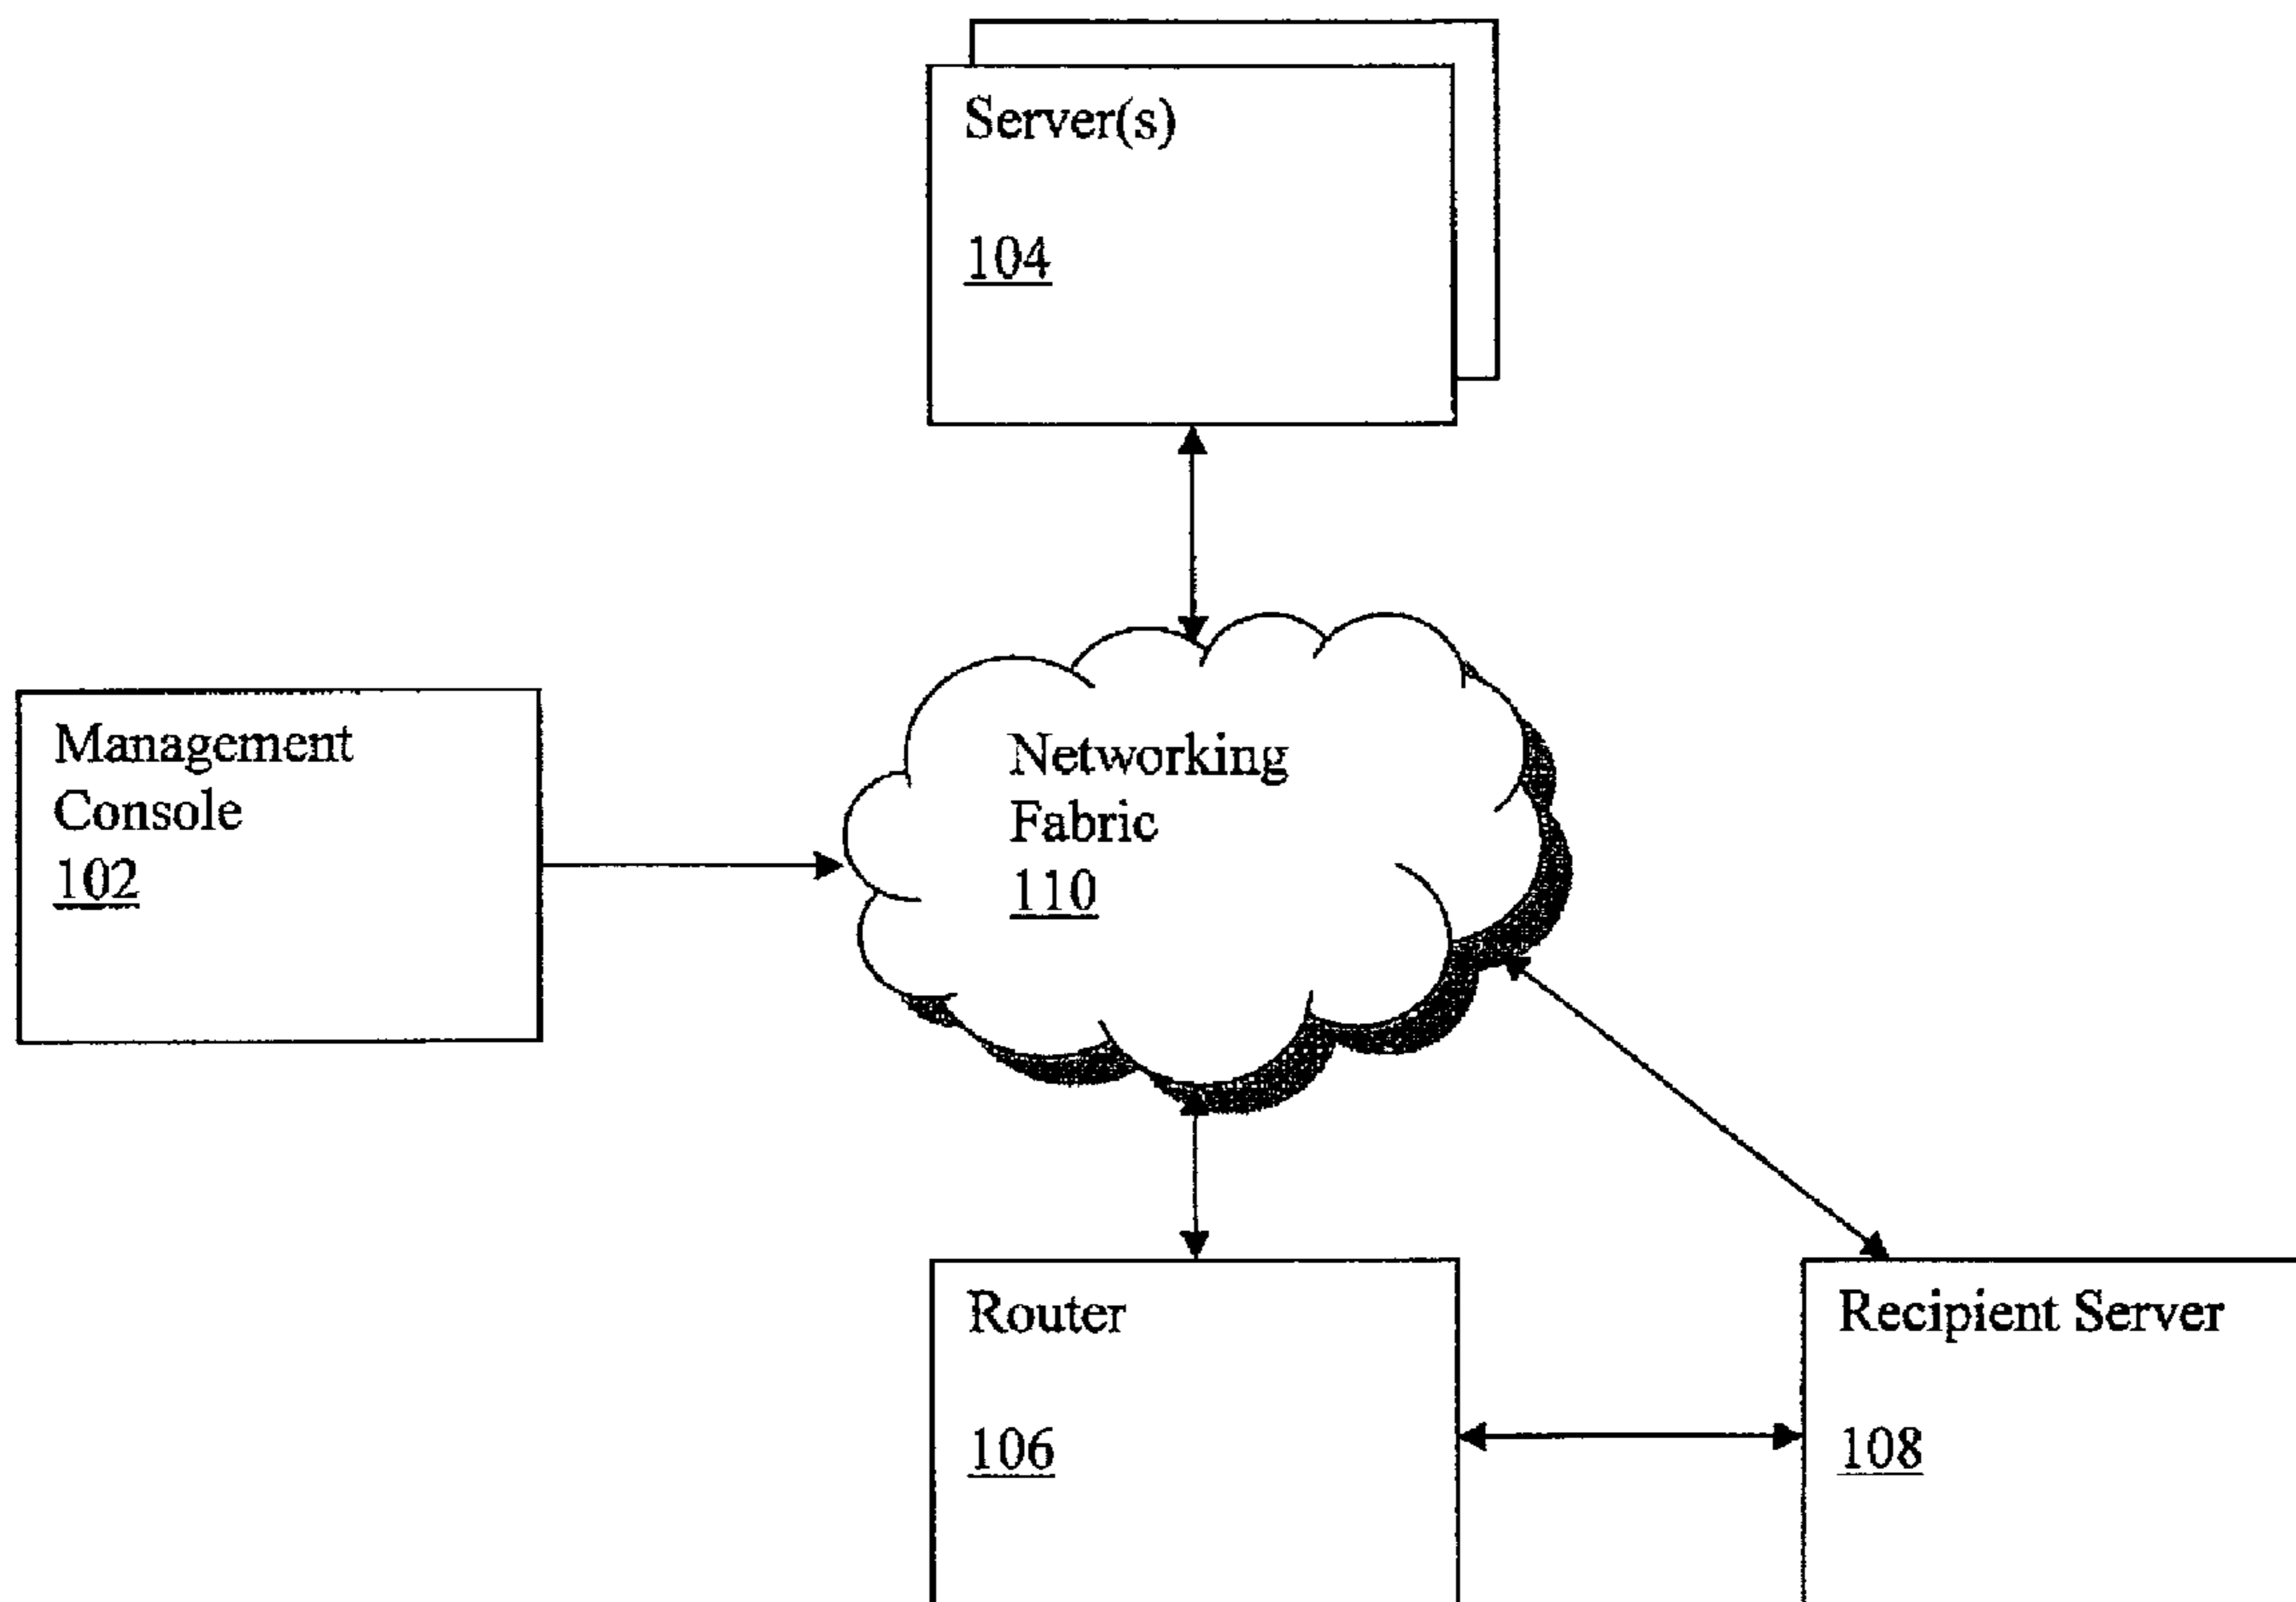 Server(s)
104
Management
Console
102
Networking
Fabric
110
Router
106
Recipient Server
108